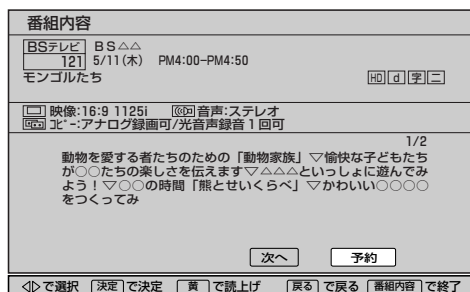 番組内容
BSテレビ BS△△
121 5/11(木) PM4:00-PM4:50
モンゴルたち HD d 字 二
映像:16:9 1125i 音声:ステレオ
コピー:アナログ録画可/光音声録音1回可
1/2
動物を愛する者たちのための「動物家族」▽愉快な子どもたち
が○○たちの楽しさを伝えます▽△△△といっしょに遊んでみ
よう!▽○○の時間「熊とせいくらべ」▽かわいい○○○○
をつくってみ
次へ 予約
で選択 決定で決定 黄で読上げ 戻るで戻る 番組内容で終了